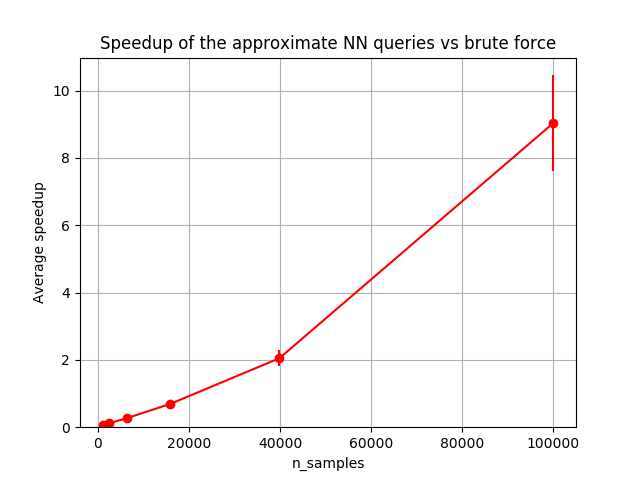 Speedup of the approximate NN queries vs brute force
10
8
6
4
2
0
Average speedup
0 20000 40000 60000 80000 100000
n_samples